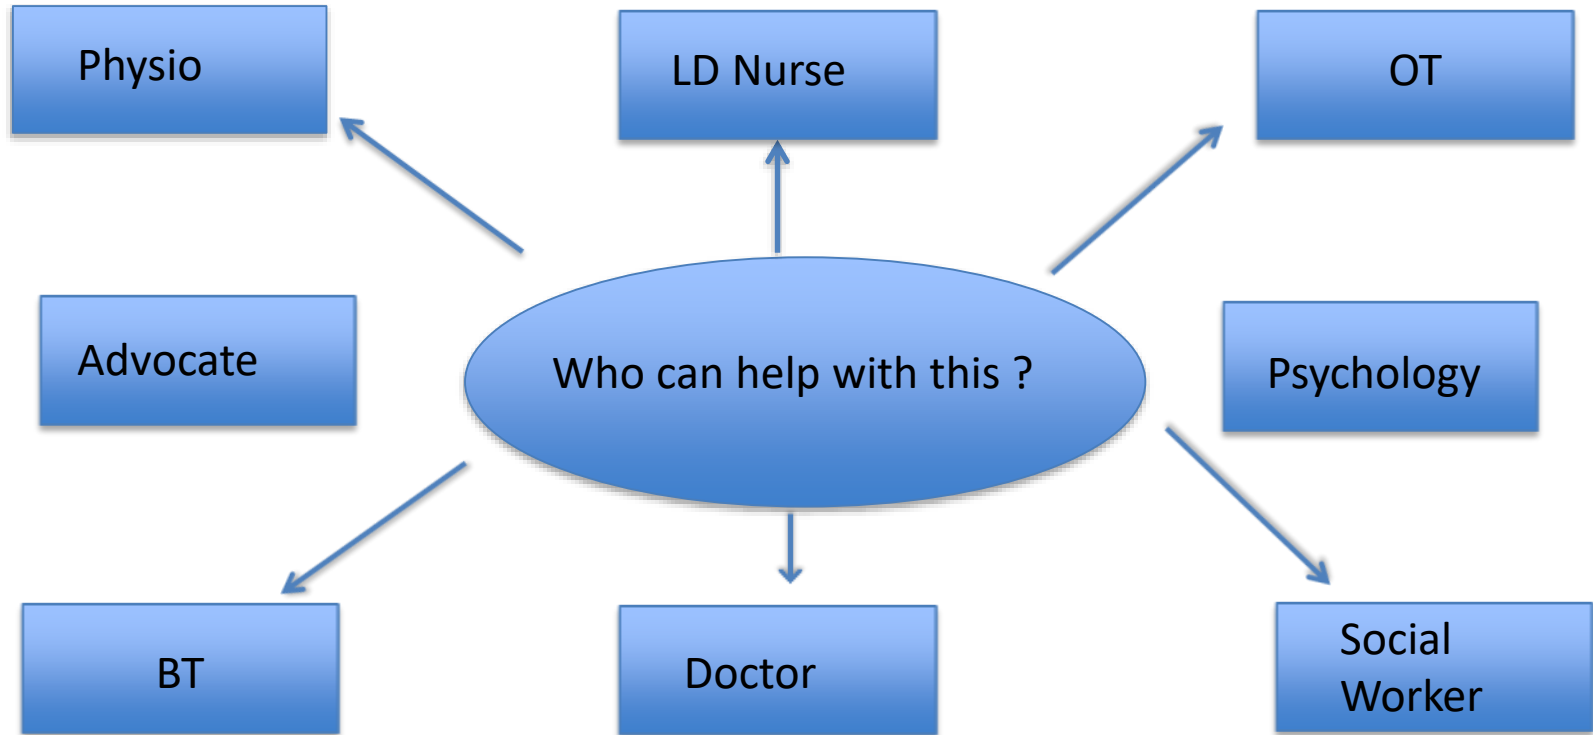 Physio
LD Nurse
OT
Advocate
Who can help with this ?
Psychology
BT
Doctor
Social
Worker